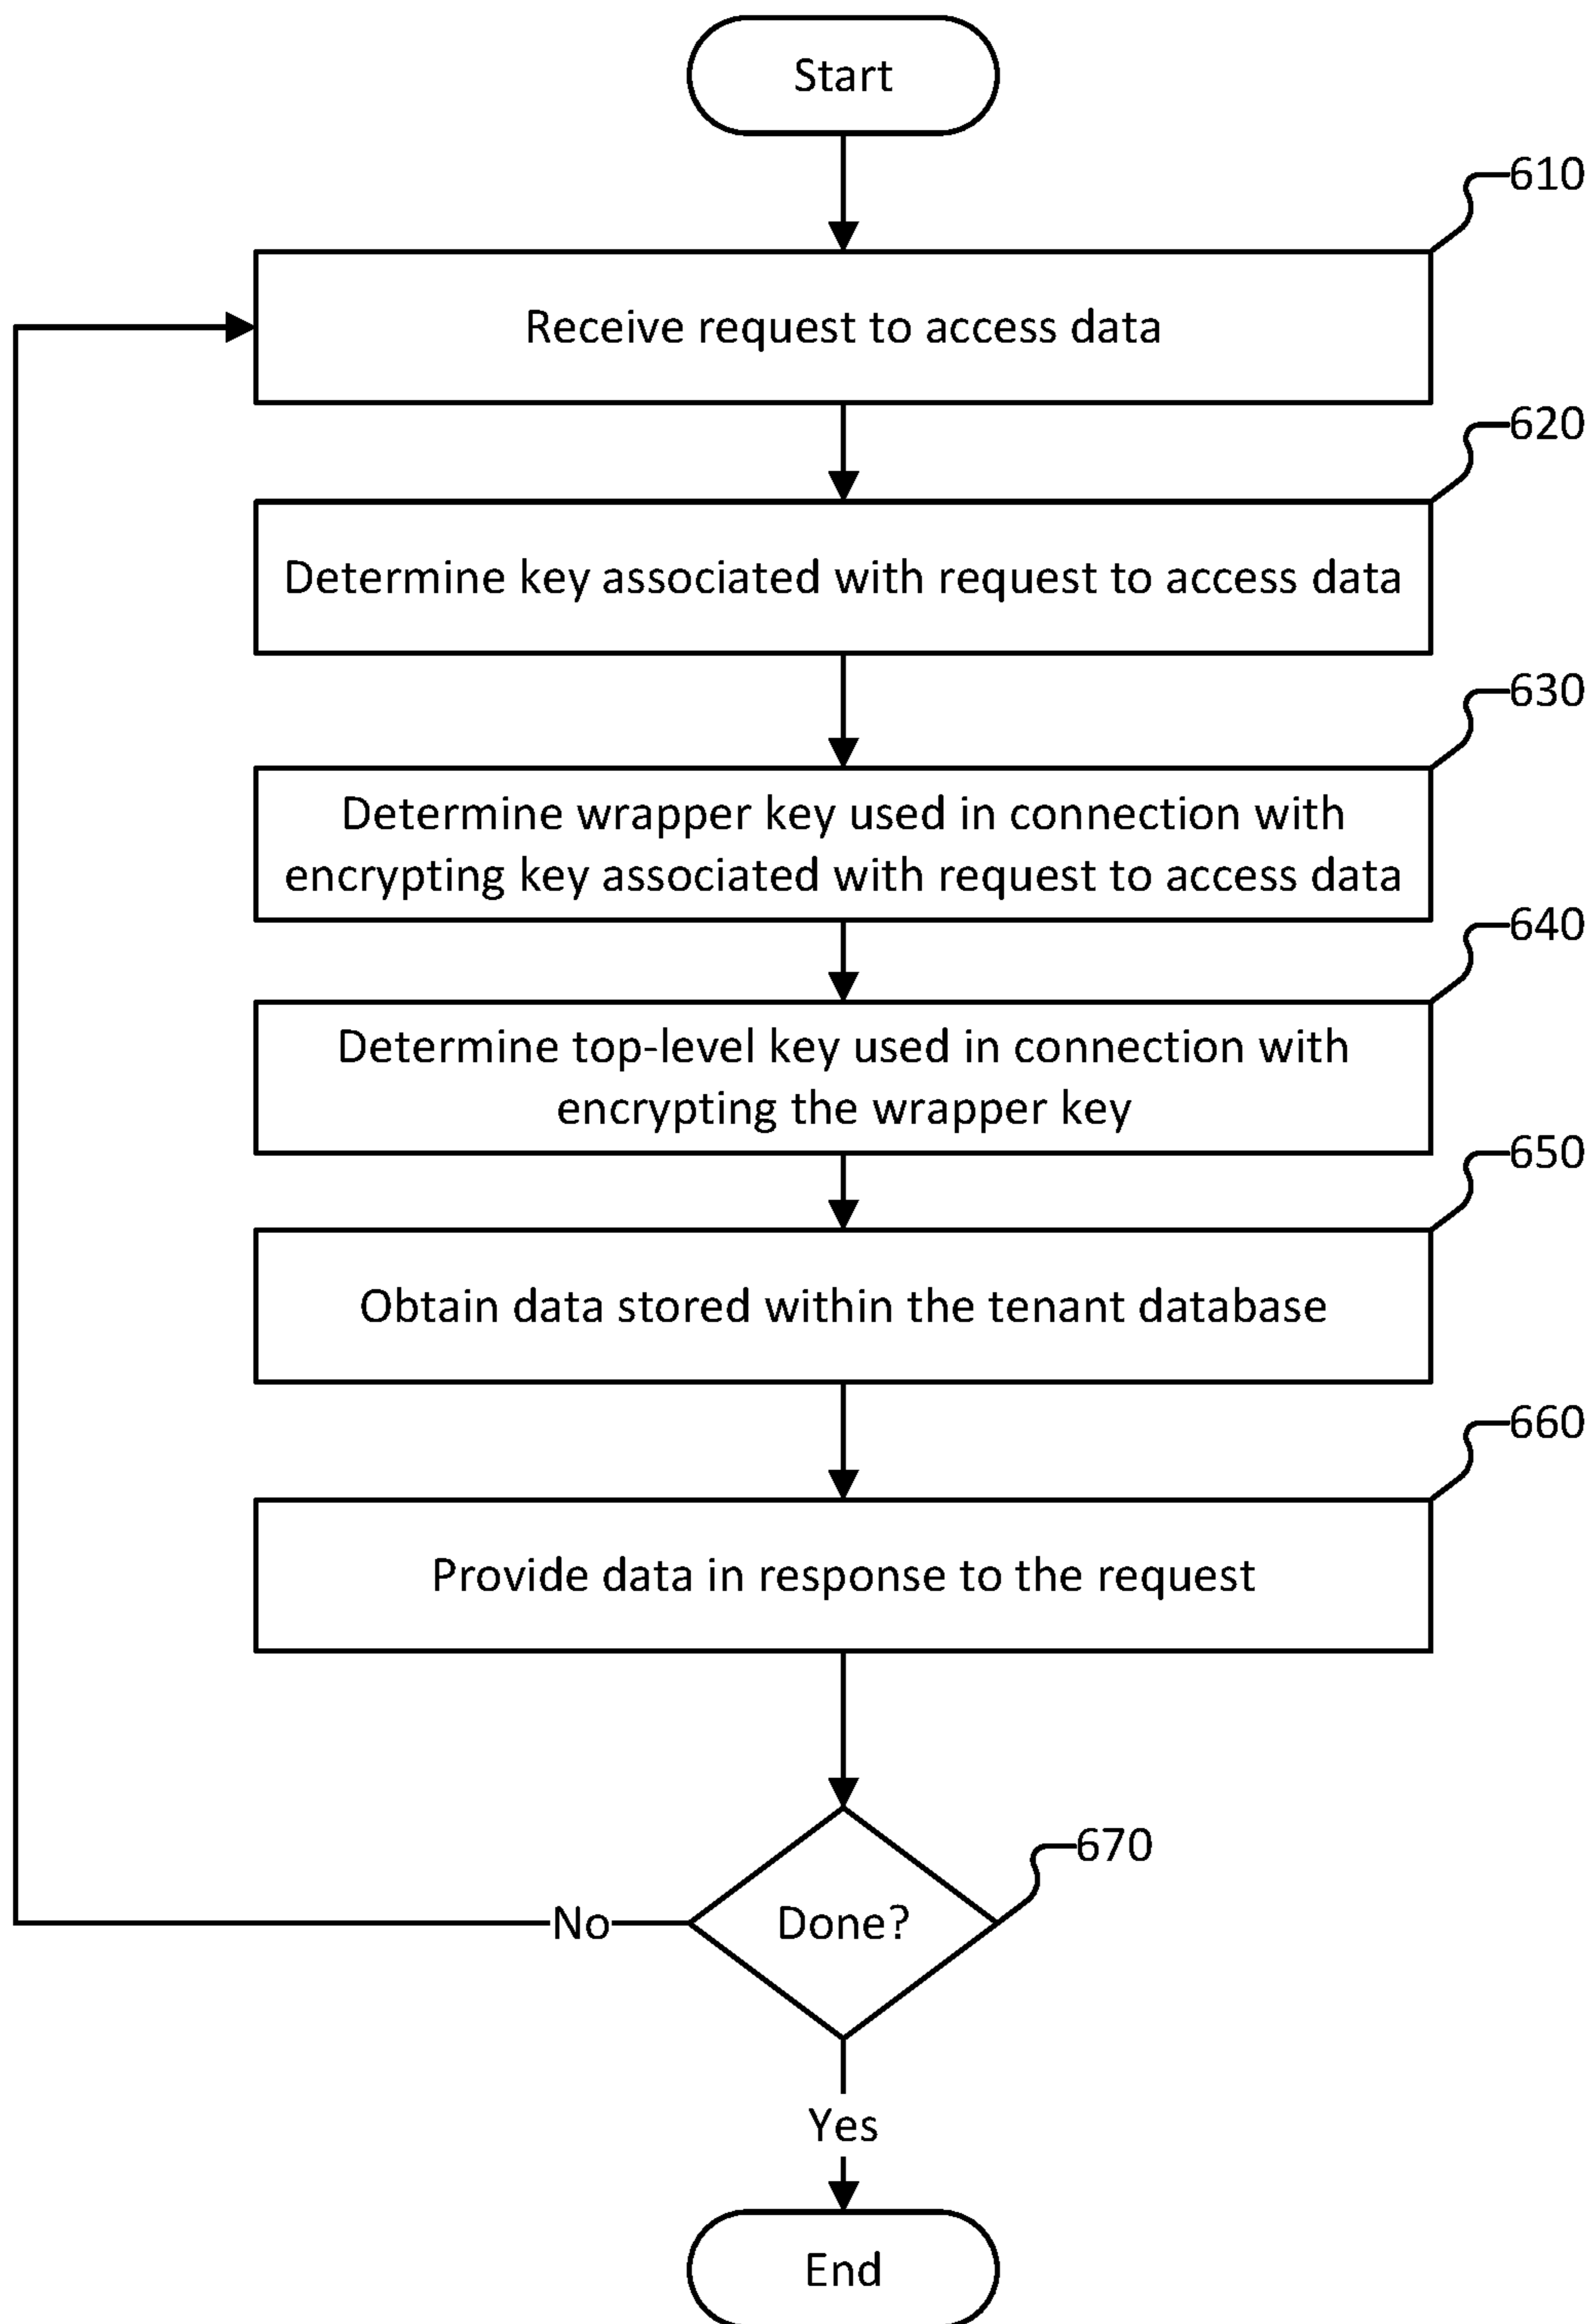 Start
610
Receive request to access data
620
Determine key associated with request to access data
630
Determine wrapper key used in connection with
encrypting key associated with request to access data
640
Determine top-level key used in connection with
encrypting the wrapper key
650
Obtain data stored within the tenant database
660
Provide data in response to the request
670
Done?
No
Yes
End